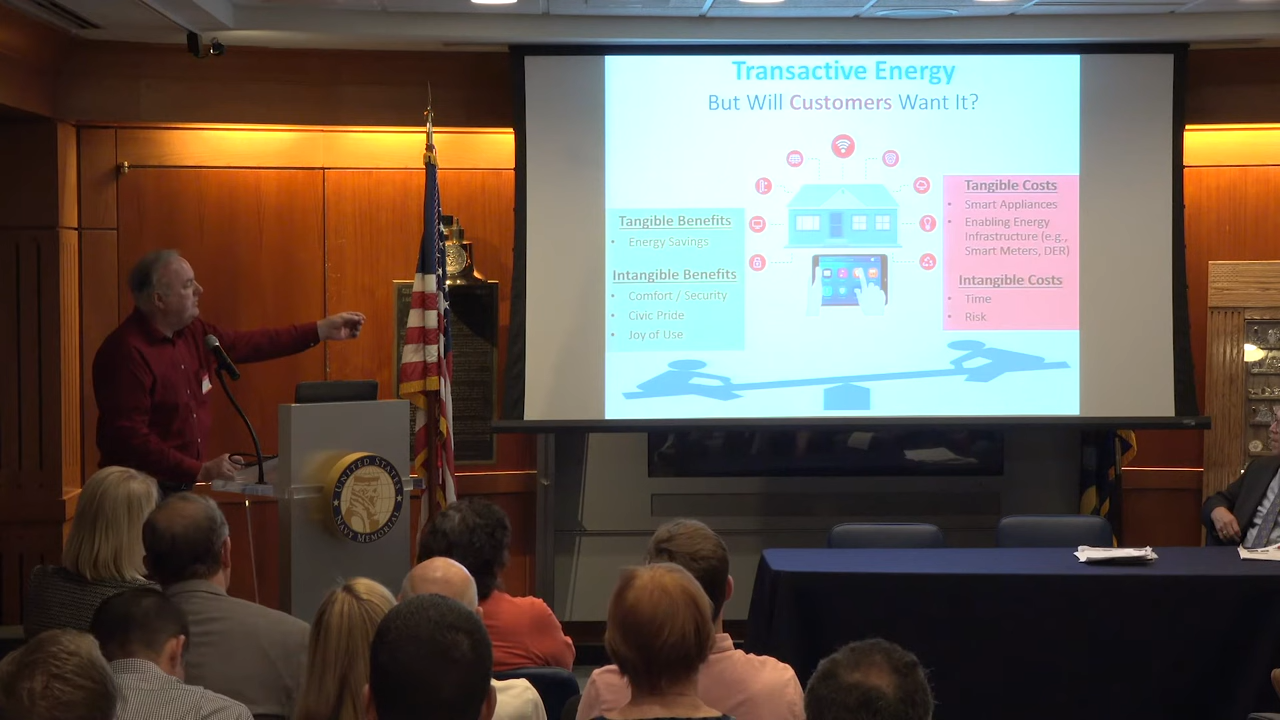 Transactive Energy
But Will Customers Want It?
Tangible Benefits
• Energy Savings
Intangible Benefits
• Comfort / Security
• Civic Pride
• Joy of Use
Tangible Costs
• Smart Appliances
• Enabling Energy
Infrastructure (e.g.,
Smart Meters, DER)
Intangible Costs
• Time
• Risk
UNITED STATES
NAVY MEMORIAL